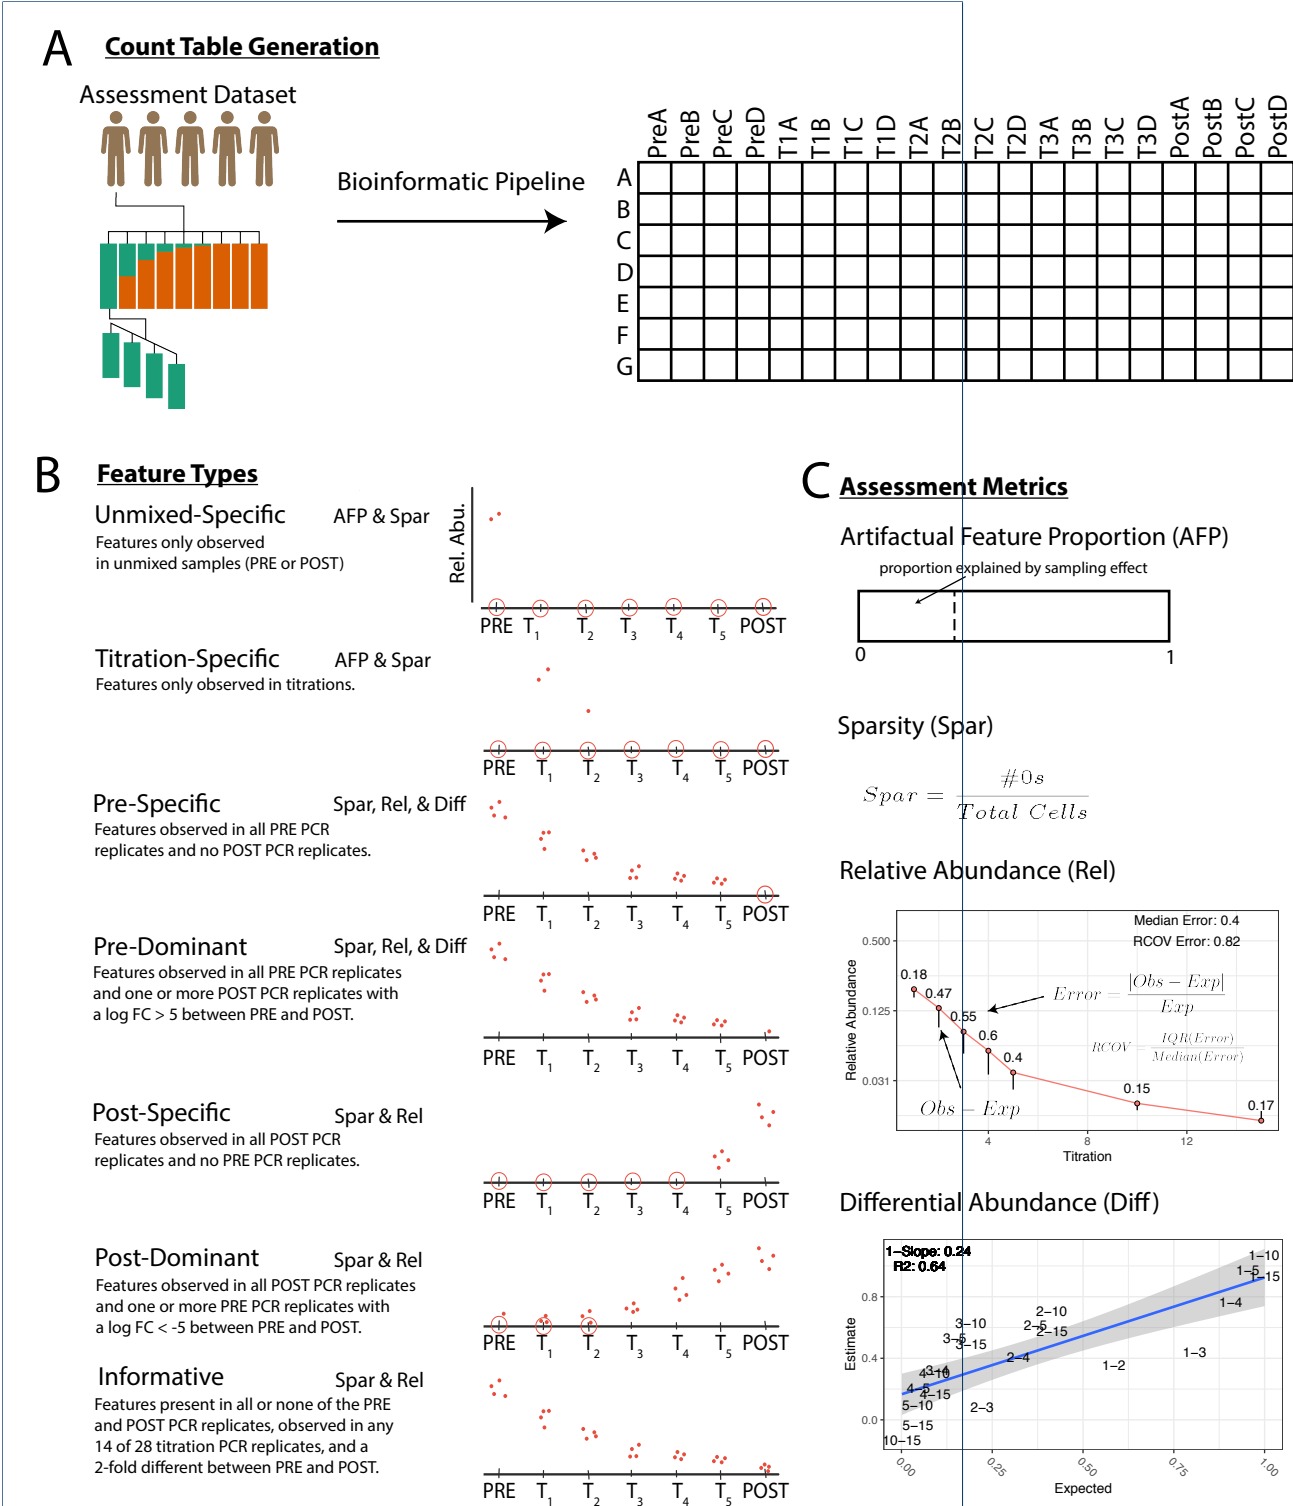 A
Count Table Generation
Assessment Dataset
Bioinformatic Pipeline
PreA PreB PreC PreD T1A T1B T1C T1D T2A T2B T2C T2D T3A T3B T3C T3D PostA PostB PostC PostD
A
B
C
D
E
F
G
B
Feature Types
Unmixed-Specific AFP & Spar
Features only observed
in unmixed samples (PRE or POST)
Rel. Abu.
PRE T1 T2 T3 T4 T5 POST
Titration-Specific AFP & Spar
Features only observed in titrations.
PRE T1 T2 T3 T4 T5 POST
Pre-Specific Spar, Rel, & Diff
Features observed in all PRE PCR
replicates and no POST PCR replicates.
PRE T1 T2 T3 T4 T5 POST
Pre-Dominant Spar, Rel, & Diff
Features observed in all PRE PCR replicates
and one or more POST PCR replicates with
a log FC > 5 between PRE and POST.
PRE T1 T2 T3 T4 T5 POST
Post-Specific Spar & Rel
Features observed in all POST PCR
replicates and no PRE PCR replicates.
PRE T1 T2 T3 T4 T5 POST
Post-Dominant Spar & Rel
Features observed in all POST PCR replicates
and one or more PRE PCR replicates with
a log FC < -5 between PRE and POST.
PRE T1 T2 T3 T4 T5 POST
Informative Spar & Rel
Features present in all or none of the PRE
and POST PCR replicates, observed in any
14 of 28 titration PCR replicates, and a
2-fold different between PRE and POST.
PRE T1 T2 T3 T4 T5 POST
C
Assessment Metrics
Artifactual Feature Proportion (AFP)
proportion explained by sampling effect
0 1
Sparsity (Spar)
Spar = #0s / Total Cells
Relative Abundance (Rel)
Median Error: 0.4
RCOV Error: 0.82
0.500
0.125
0.031
Relative Abundance
0.18
0.47
0.55
0.6
0.4
0.15
0.17
Error = |Obs − Exp| / Exp
RCOV = IQR(Error) / Median(Error)
Obs − Exp
4 8 12
Titration
Differential Abundance (Diff)
1−Slope: 0.24
R2: 0.64
0.8
0.4
0.0
Estimate
1−10
1−5
1−15
1−4
2−10
3−10
2−5
2−15
3−5
3−15
1−3
2−4
1−2
3−4
4−10
4−5
4−15
5−10
2−3
5−15
10−15
0.00 0.25 0.50 0.75 1.00
Expected